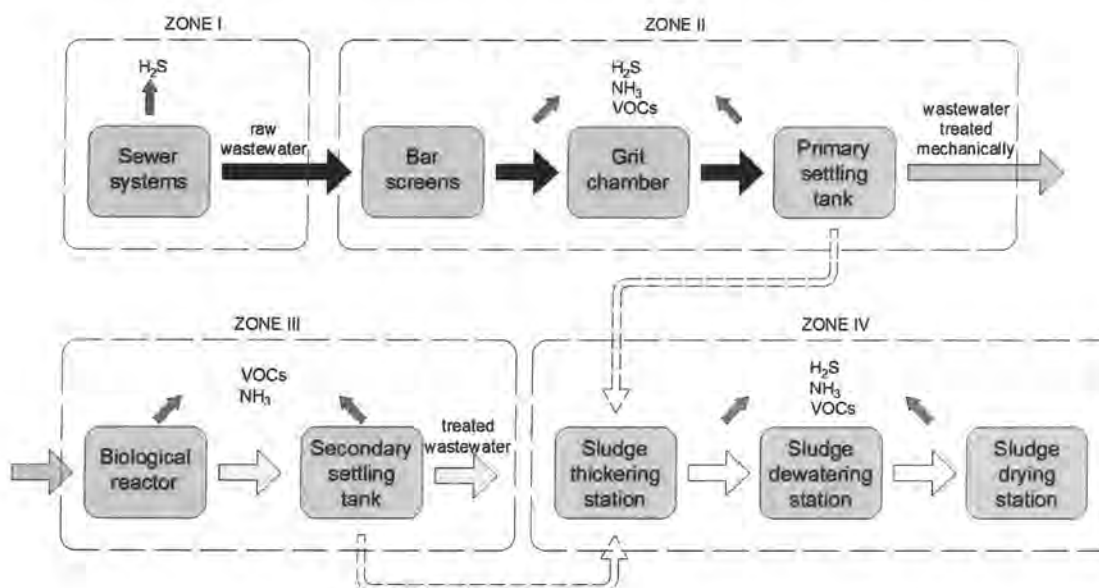 ZONE I
H₂S
Sewer
systems
raw
wastewater
ZONE II
H₂S
NH₃
VOCs
Bar
screens
Grit
chamber
Primary
settling
tank
wastewater
treated
mechanically
ZONE III
VOCs
NH₃
Biological
reactor
Secondary
settling
tank
treated
wastewater
ZONE IV
H₂S
NH₃
VOCs
Sludge
thickering
station
Sludge
dewatering
station
Sludge
drying
station